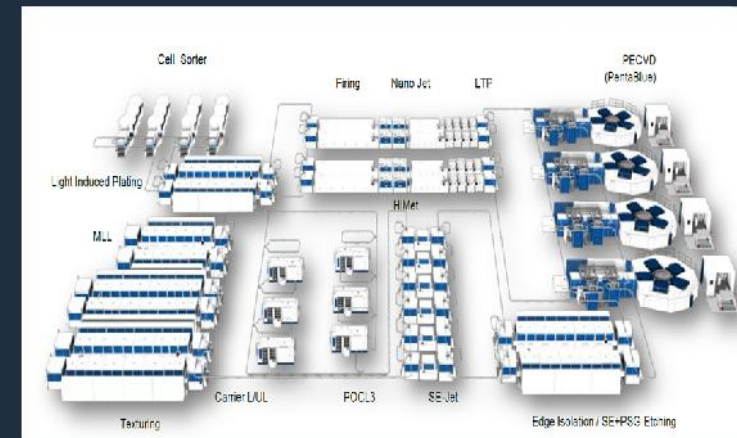 Cell Sorter
Firing
Nano Jet
LTP
PECVD
(PentaBlue)
Light Induced Plating
HiMet
MLL
Carrier L/UL
POCL3
SE-Jet
Texturing
Edge Isolation / SE+PSG Etching